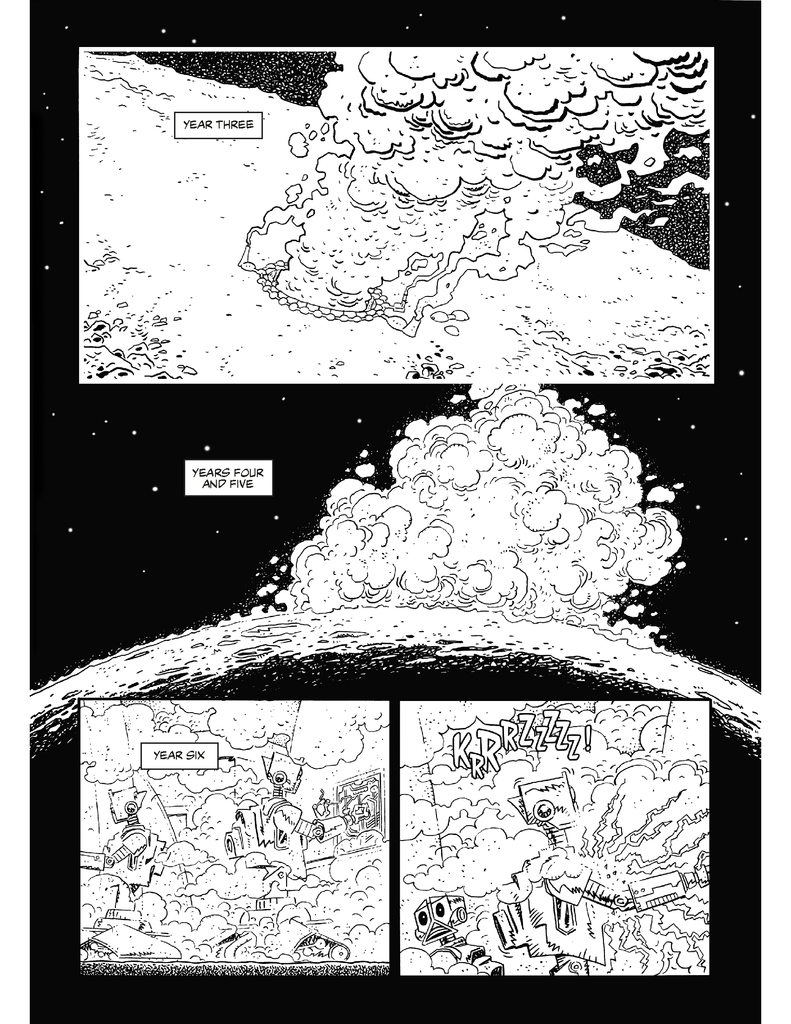 YEAR THREE
YEARS FOUR
AND FIVE
YEAR SIX
KRRRZZZZZ!